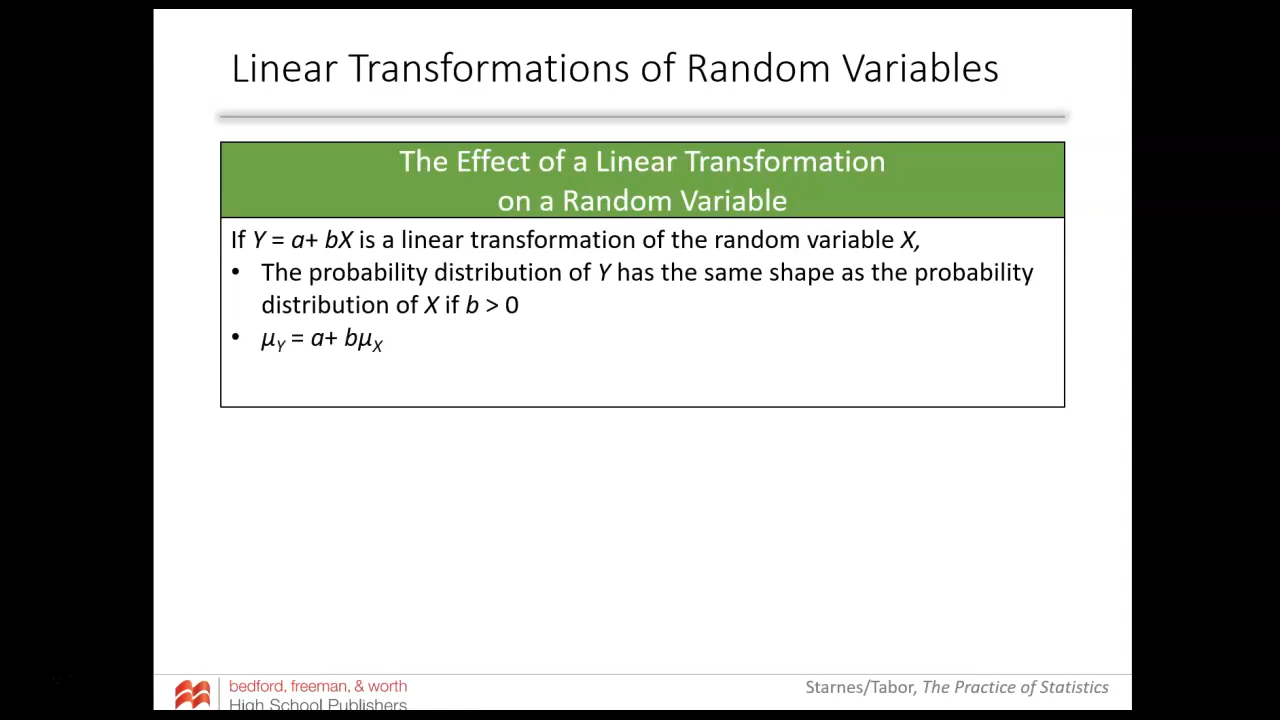 Linear Transformations of Random Variables
The Effect of a Linear Transformation
on a Random Variable
If Y = a+ bX is a linear transformation of the random variable X,
• The probability distribution of Y has the same shape as the probability
distribution of X if b > 0
• μY = a+ bμX
bedford, freeman, & worth
High School Publishers
Starnes/Tabor, The Practice of Statistics